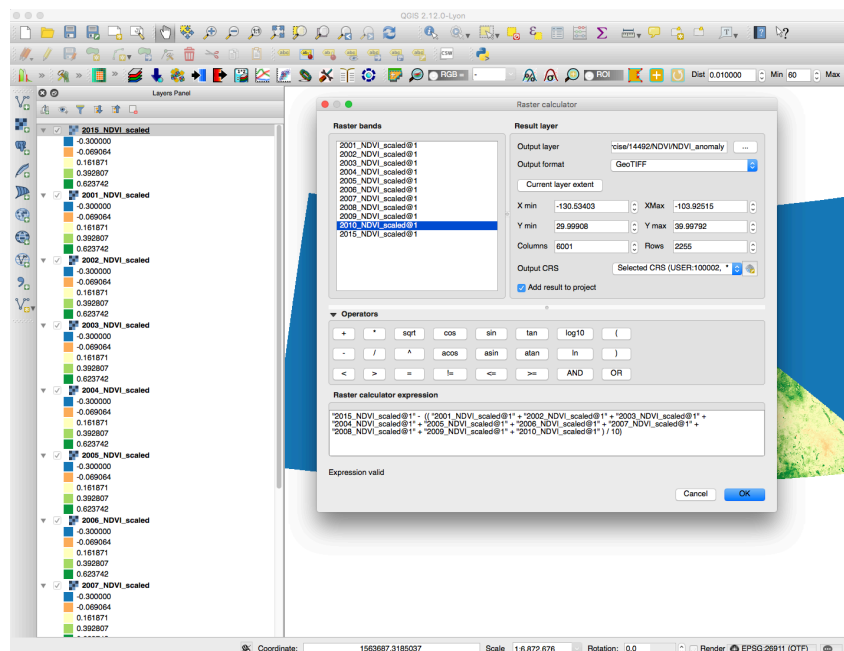 QGIS 2.12.0-Lyon
abc
CSW
RGB =
ROI
Dist 0.010000
Min 60
Max
Layers Panel
2015_NDVI_scaled
-0.300000
-0.069064
0.161871
0.392807
0.623742
2001_NDVI_scaled
-0.300000
-0.069064
0.161871
0.392807
0.623742
2002_NDVI_scaled
-0.300000
-0.069064
0.161871
0.392807
0.623742
2003_NDVI_scaled
-0.300000
-0.069064
0.161871
0.392807
0.623742
2004_NDVI_scaled
-0.300000
-0.069064
0.161871
0.392807
0.623742
2005_NDVI_scaled
-0.300000
-0.069064
0.161871
0.392807
0.623742
2006_NDVI_scaled
-0.300000
-0.069064
0.161871
0.392807
0.623742
2007_NDVI_scaled
-0.300000
-0.069064
0.161871
0.392807
Raster calculator
Raster bands
2001_NDVI_scaled@1
2002_NDVI_scaled@1
2003_NDVI_scaled@1
2004_NDVI_scaled@1
2005_NDVI_scaled@1
2006_NDVI_scaled@1
2007_NDVI_scaled@1
2008_NDVI_scaled@1
2009_NDVI_scaled@1
2010_NDVI_scaled@1
2015_NDVI_scaled@1
Result layer
Output layer rcise/14492/NDVI/NDVI_anomaly ...
Output format GeoTIFF
Current layer extent
X min -130.53403 XMax -103.92515
Y min 29.99908 Y max 39.99792
Columns 6001 Rows 2255
Output CRS Selected CRS (USER:100002, *
Add result to project
Operators
+ * sqrt cos sin tan log10 (
- / ^ acos asin atan ln )
< > = != <= >= AND OR
Raster calculator expression
"2015_NDVI_scaled@1" - (( "2001_NDVI_scaled@1" + "2002_NDVI_scaled@1" + "2003_NDVI_scaled@1" +
"2004_NDVI_scaled@1" + "2005_NDVI_scaled@1" + "2006_NDVI_scaled@1" + "2007_NDVI_scaled@1" +
"2008_NDVI_scaled@1" + "2009_NDVI_scaled@1" + "2010_NDVI_scaled@1" ) / 10)
Expression valid
Cancel OK
Coordinate: 1563687,3185037 Scale 1:6,872,676 Rotation: 0.0 Render EPSG:26911 (OTF)